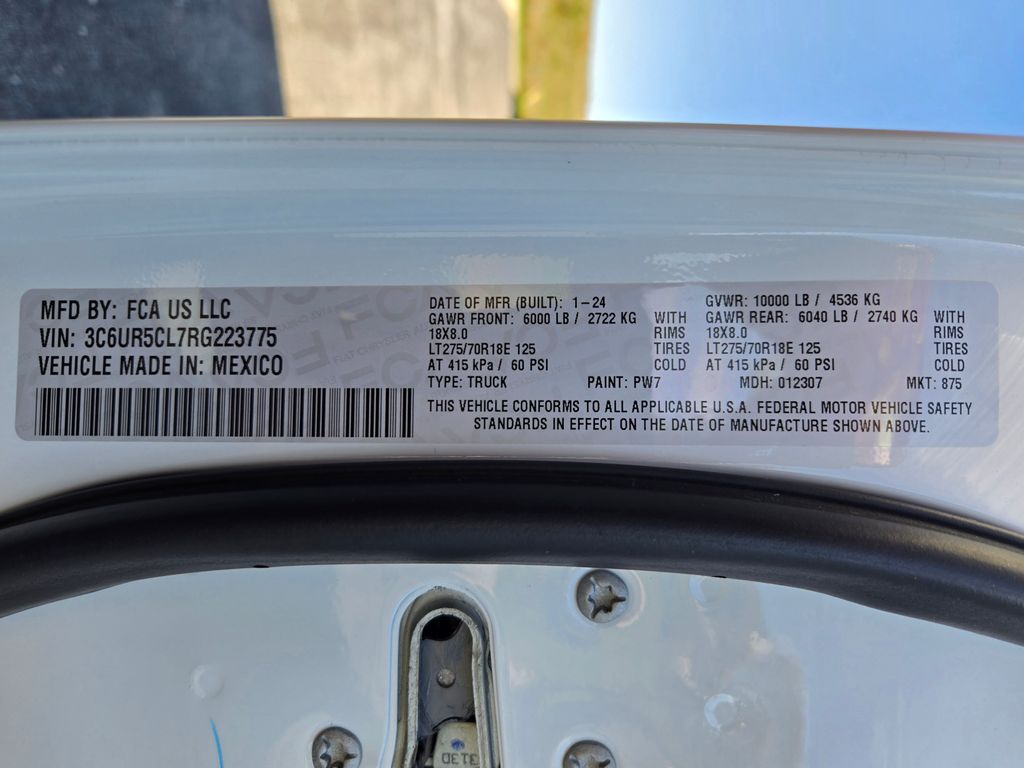 MFD BY: FCA US LLC
VIN: 3C6UR5CL7RG223775
VEHICLE MADE IN: MEXICO
DATE OF MFR (BUILT): 1-24
GAWR FRONT: 6000 LB / 2722 KG WITH
18X8.0 RIMS
LT275/70R18E 125 TIRES
AT 415 kPa / 60 PSI COLD
GVWR: 10000 LB / 4536 KG
GAWR REAR: 6040 LB / 2740 KG WITH
18X8.0 RIMS
LT275/70R18E 125 TIRES
AT 415 kPa / 60 PSI COLD
TYPE: TRUCK PAINT: PW7 MDH: 012307 MKT: 875
THIS VEHICLE CONFORMS TO ALL APPLICABLE U.S.A. FEDERAL MOTOR VEHICLE SAFETY
STANDARDS IN EFFECT ON THE DATE OF MANUFACTURE SHOWN ABOVE.